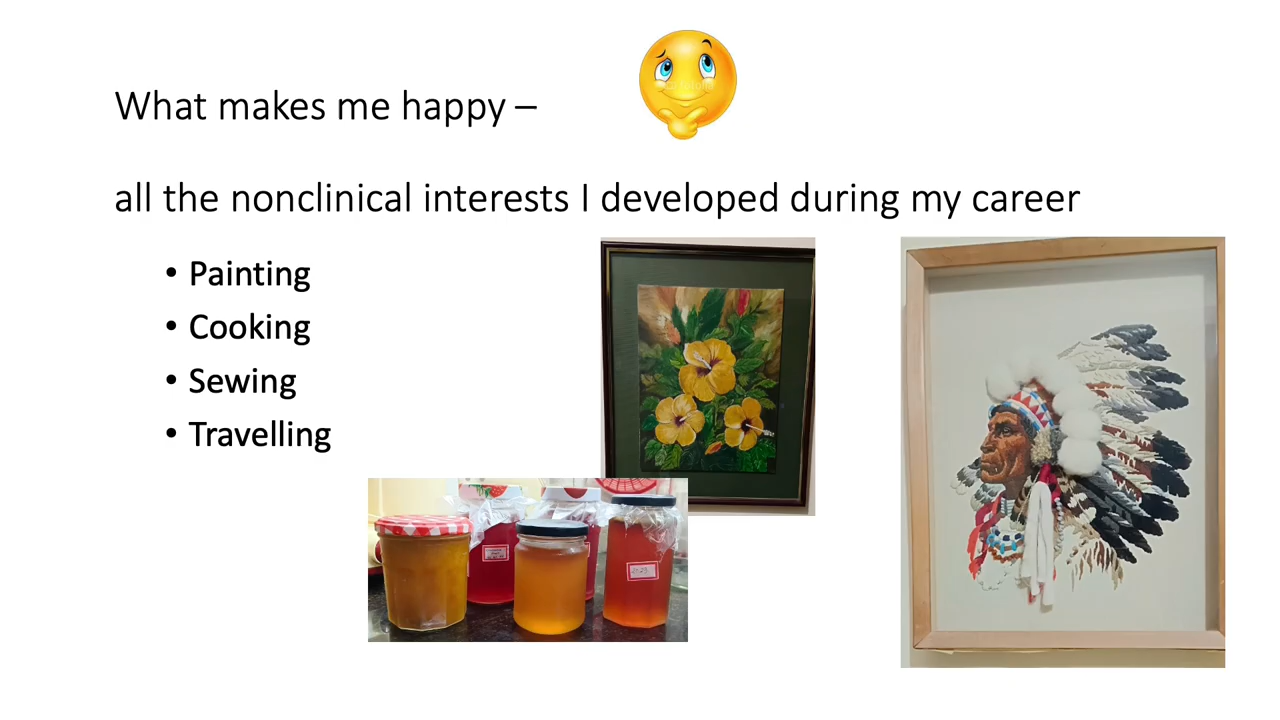 What makes me happy –
all the nonclinical interests I developed during my career
• Painting
• Cooking
• Sewing
• Travelling